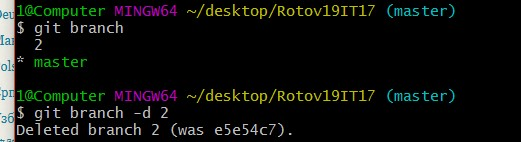 1@Computer MINGW64 ~/desktop/Rotov19IT17 (master)
$ git branch
  2
* master
1@Computer MINGW64 ~/desktop/Rotov19IT17 (master)
$ git branch -d 2
Deleted branch 2 (was e5e54c7).